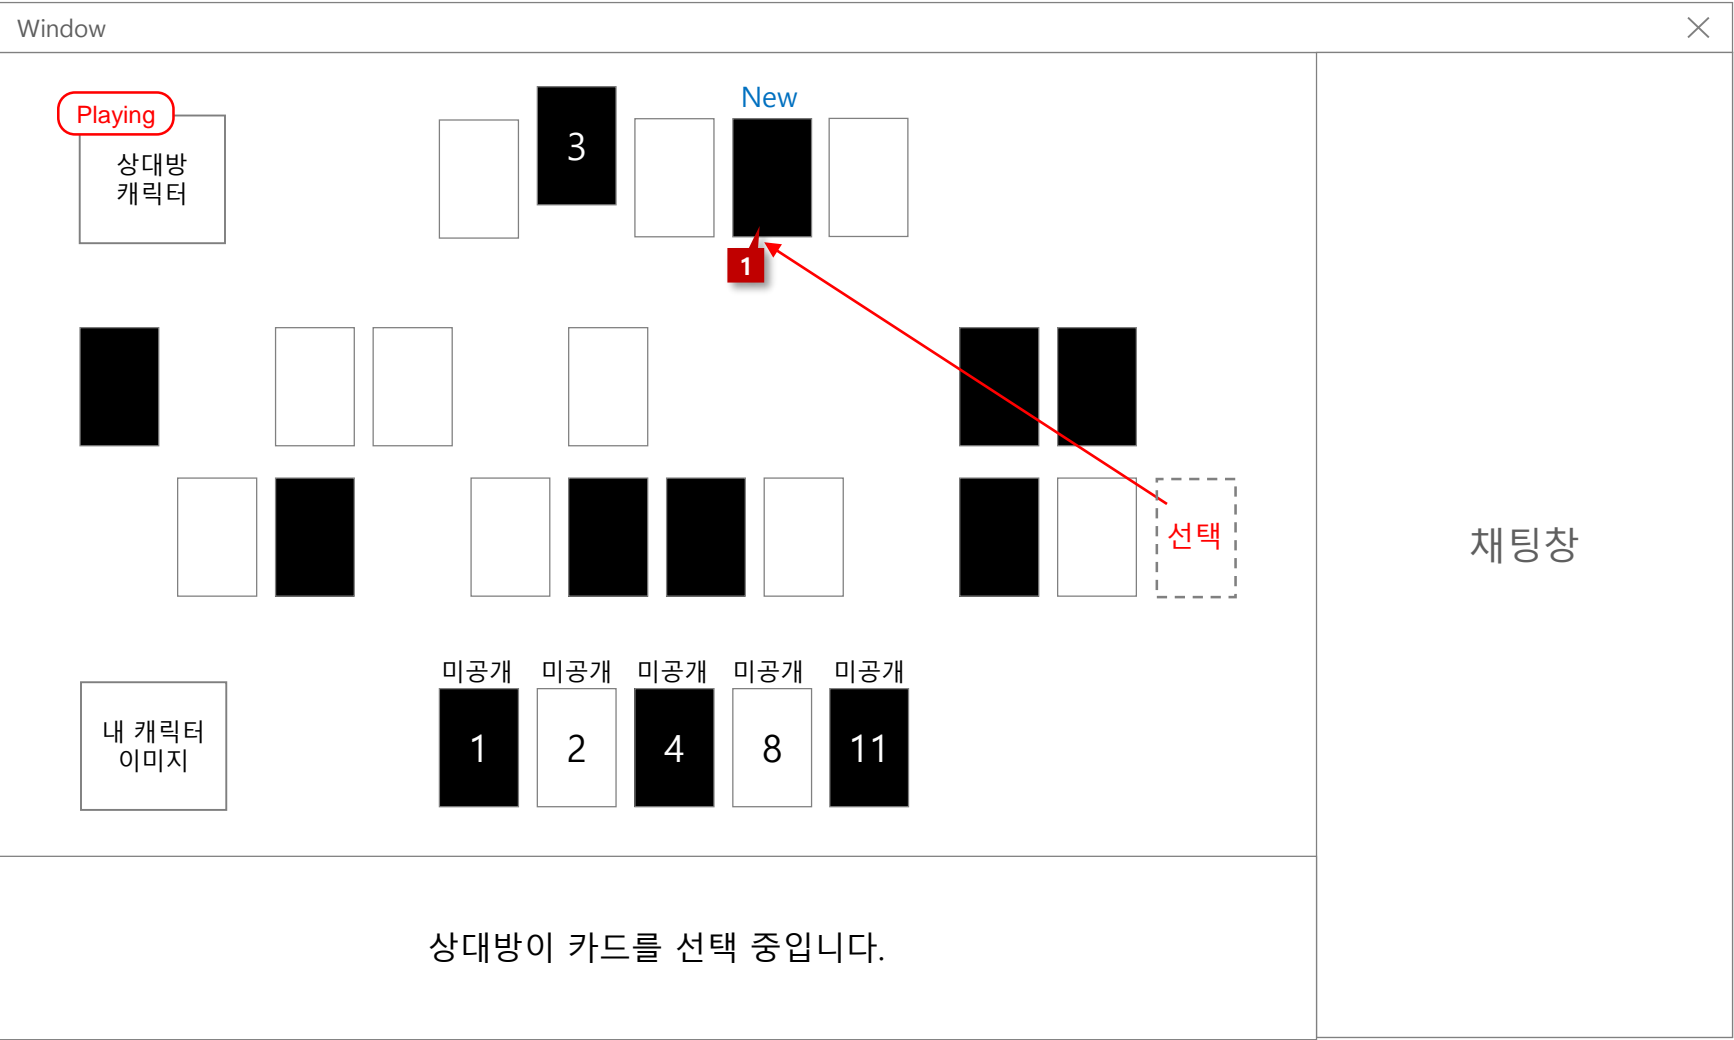 Window
Playing
상대방
캐릭터
3
New
1
선택
채팅창
미공개 미공개 미공개 미공개 미공개
1 2 4 8 11
내 캐릭터
이미지
상대방이 카드를 선택 중입니다.